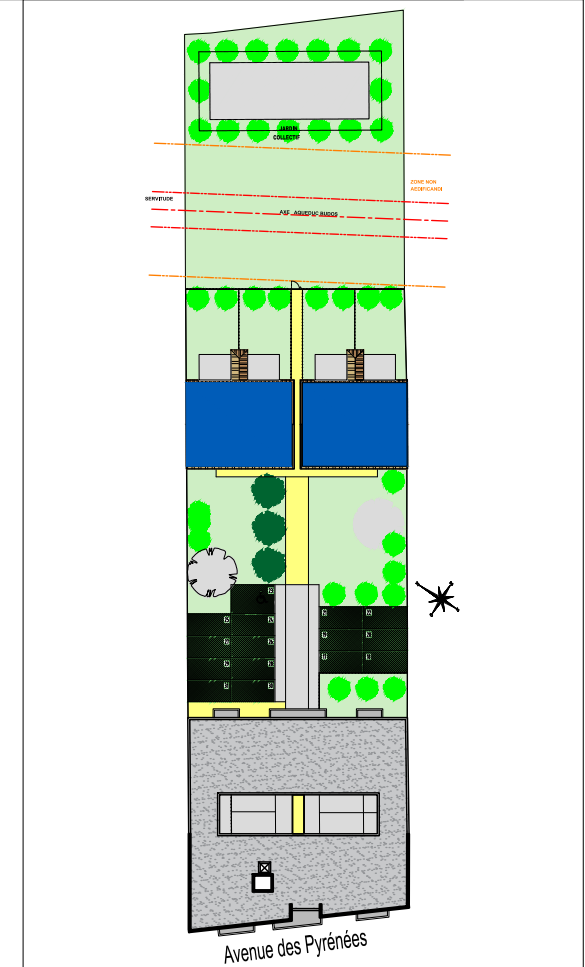 JARDIN
COLLECTIF
ZONE NON
AEDIFICANDI
SERVITUDE
AXE AQUEDUC BUDOS
Avenue des Pyrénées